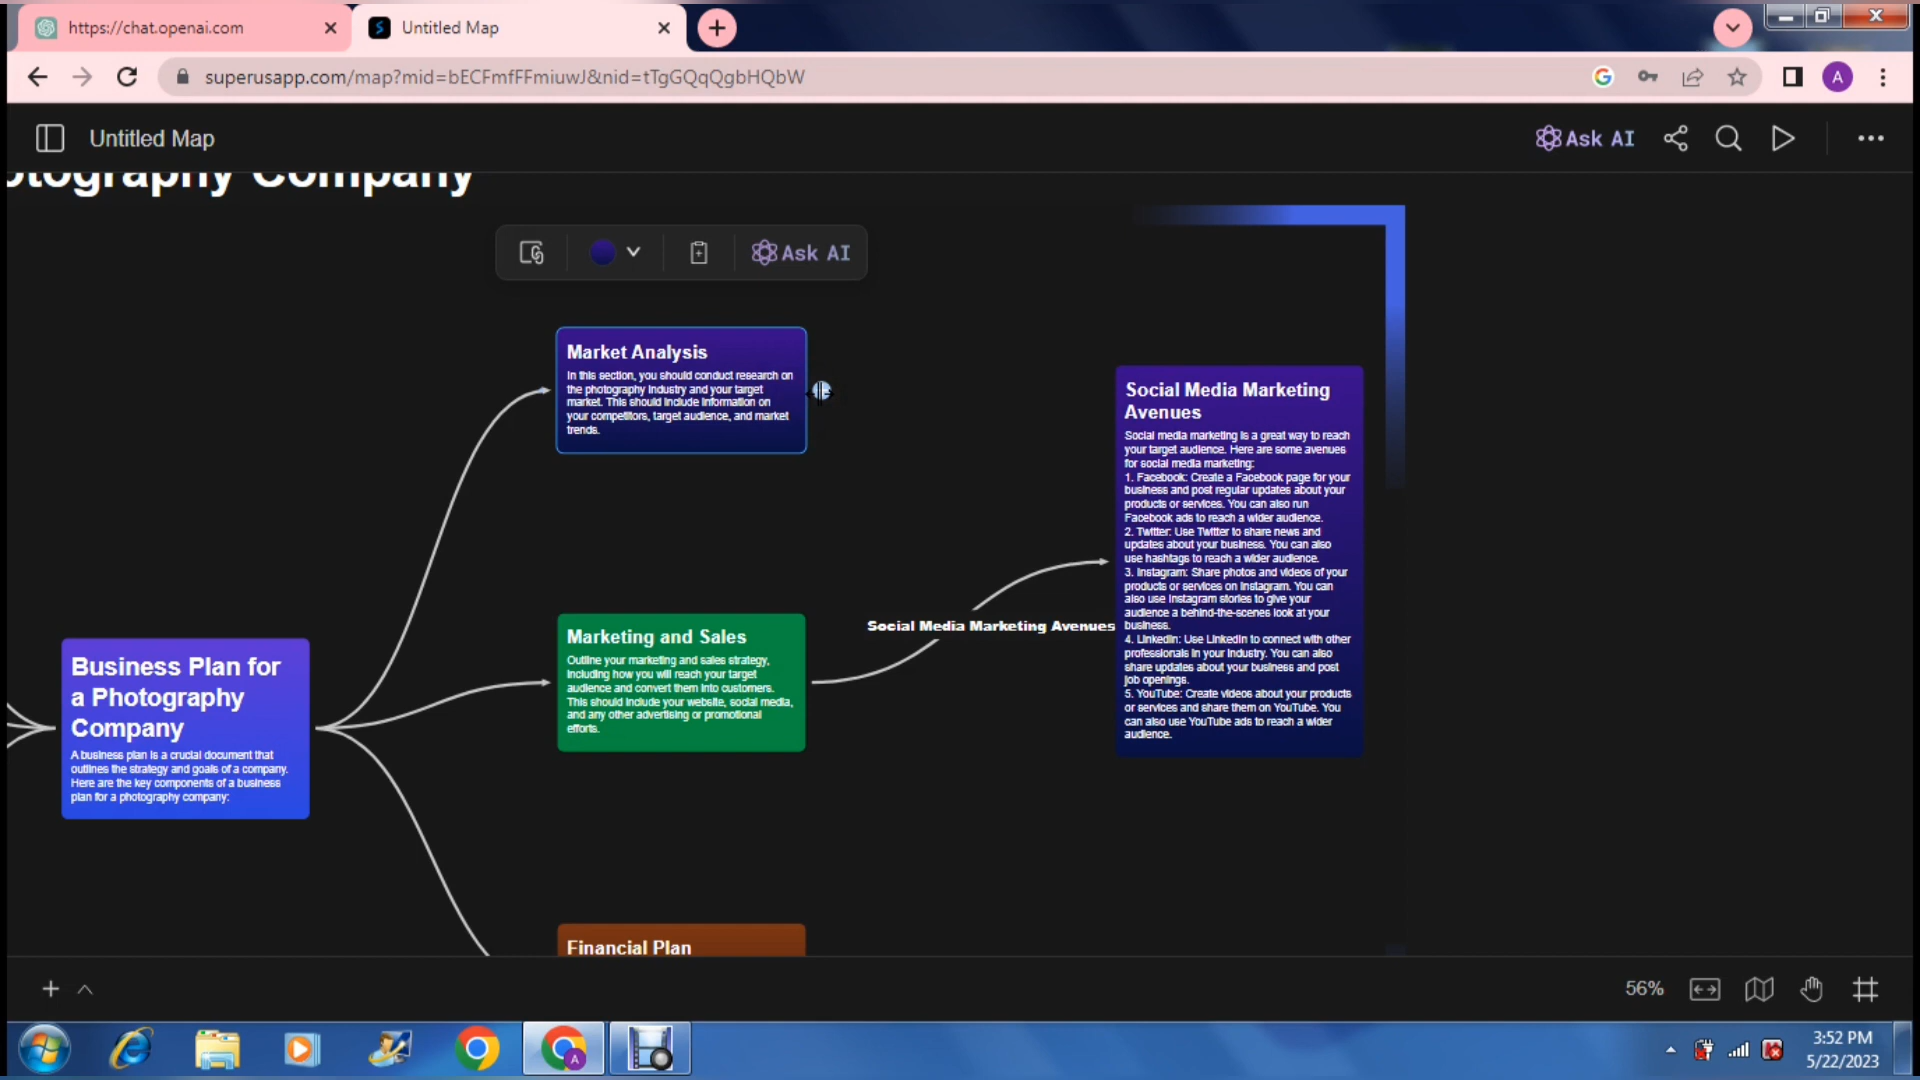 https://chat.openai.com
Untitled Map
superusapp.com/map?mid=bECFmfFFmiuwJ&nid=tTgGQqQgbHQbW
A
Untitled Map
Ask AI
Photography Company
Ask AI
Market Analysis
In this section, you should conduct research on
the photography industry and your target
market. This should include information on
your competitors, target audience, and market
trends.
Social Media Marketing
Avenues
Social media marketing is a great way to reach
your target audience. Here are some avenues
for social media marketing:
1. Facebook: Create a Facebook page for your
business and post regular updates about your
products or services. You can also run
Facebook ads to reach a wider audience.
2. Twitter: Use Twitter to share news and
updates about your business. You can also
use hashtags to reach a wider audience.
3. Instagram: Share photos and videos of your
products or services on Instagram. You can
also use Instagram stories to give your
audience a behind-the-scenes look at your
business.
4. LinkedIn: Use LinkedIn to connect with other
professionals in your industry. You can also
share updates about your business and post
job openings.
5. YouTube: Create videos about your products
or services and share them on YouTube. You
can also use YouTube ads to reach a wider
audience.
Social Media Marketing Avenues
Marketing and Sales
Outline your marketing and sales strategy,
including how you will reach your target
audience and convert them into customers.
This should include your website, social media,
and any other advertising or promotional
efforts.
Business Plan for
a Photography
Company
A business plan is a crucial document that
outlines the strategy and goals of a company.
Here are the key components of a business
plan for a photography company:
Financial Plan
56%
A
3:52 PM
5/22/2023